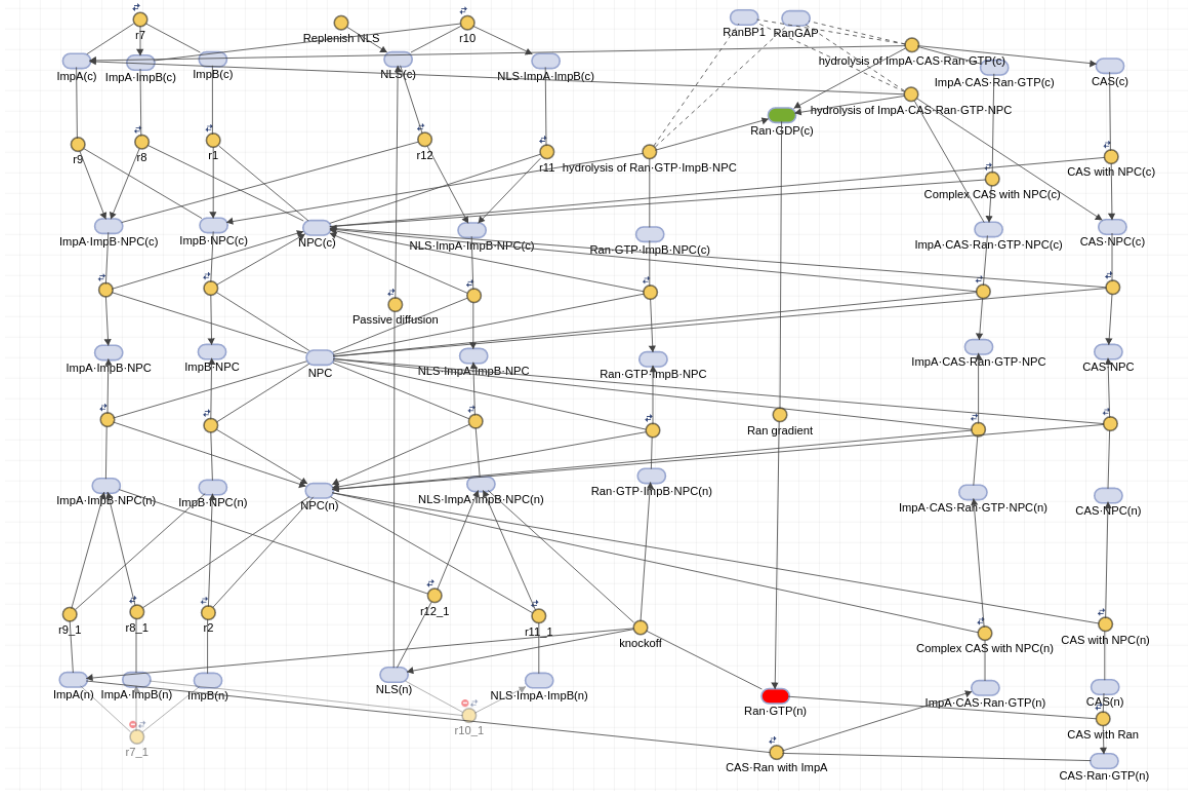 r7
Replenish NLS
r10
RanBP1
RanGAP
hydrolysis of ImpA·CAS·Ran·GTP(c)
ImpA(c)
ImpA·ImpB(c)
ImpB(c)
NLS(c)
NLS·ImpA·ImpB(c)
ImpA·CAS·Ran·GTP(c)
CAS(c)
hydrolysis of ImpA·CAS·Ran·GTP·NPC
Ran·GDP(c)
r9
r8
r1
r12
r11
hydrolysis of Ran·GTP·ImpB·NPC
CAS with NPC(c)
Complex CAS with NPC(c)
ImpA·ImpB·NPC(c)
ImpB·NPC(c)
NPC(c)
NLS·ImpA·ImpB·NPC(c)
Ran·GTP·ImpB·NPC(c)
ImpA·CAS·Ran·GTP·NPC(c)
CAS·NPC(c)
Passive diffusion
ImpA·ImpB·NPC
ImpB·NPC
NPC
NLS·ImpA·ImpB·NPC
Ran·GTP·ImpB·NPC
ImpA·CAS·Ran·GTP·NPC
CAS·NPC
Ran gradient
ImpA·ImpB·NPC(n)
ImpB·NPC(n)
NPC(n)
NLS·ImpA·ImpB·NPC(n)
Ran·GTP·ImpB·NPC(n)
ImpA·CAS·Ran·GTP·NPC(n)
CAS·NPC(n)
r9_1
r8_1
r2
r12_1
r11_1
knockoff
Complex CAS with NPC(n)
CAS with NPC(n)
ImpA(n)
ImpA·ImpB(n)
ImpB(n)
NLS(n)
NLS·ImpA·ImpB(n)
Ran·GTP(n)
ImpA·CAS·Ran·GTP(n)
CAS(n)
r7_1
r10_1
CAS with Ran
CAS·Ran with ImpA
CAS·Ran·GTP(n)